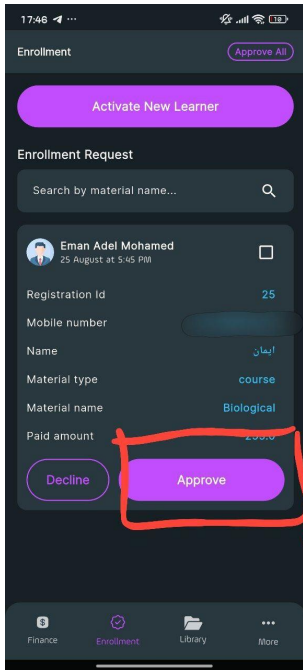 17:46
Enrollment
Approve All
Activate New Learner
Enrollment Request
Search by material name...
Eman Adel Mohamed
25 August at 5:45 PM
Registration Id 25
Mobile number
Name ايمان
Material type course
Material name Biological
Paid amount
Decline
Approve
Finance
Enrollment
Library
More